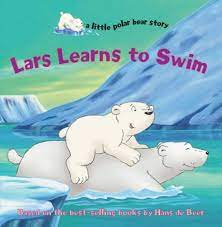 a little polar bear story
Lars Learns to Swim
Based on the best-selling books by Hans de Beer